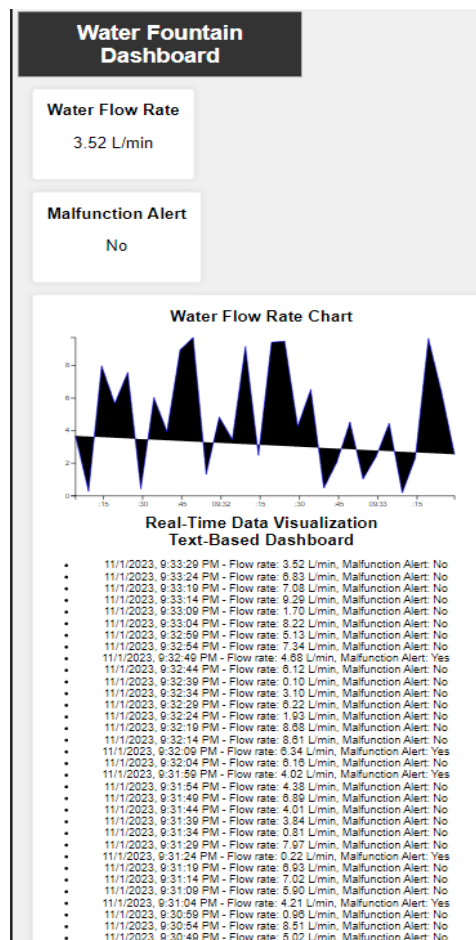 Water Fountain
Dashboard
Water Flow Rate
3.52 L/min
Malfunction Alert
No
Water Flow Rate Chart
8
6
4
2
0
:15 :30 :45 09:32 :15 :30 :45 09:33 :15
Real-Time Data Visualization
Text-Based Dashboard
11/1/2023, 9:33:29 PM - Flow rate: 3.52 L/min, Malfunction Alert: No
11/1/2023, 9:33:24 PM - Flow rate: 6.83 L/min, Malfunction Alert: No
11/1/2023, 9:33:19 PM - Flow rate: 7.08 L/min, Malfunction Alert: No
11/1/2023, 9:33:14 PM - Flow rate: 9.29 L/min, Malfunction Alert: No
11/1/2023, 9:33:09 PM - Flow rate: 1.70 L/min, Malfunction Alert: No
11/1/2023, 9:33:04 PM - Flow rate: 8.22 L/min, Malfunction Alert: No
11/1/2023, 9:32:59 PM - Flow rate: 5.13 L/min, Malfunction Alert: No
11/1/2023, 9:32:54 PM - Flow rate: 7.34 L/min, Malfunction Alert: No
11/1/2023, 9:32:49 PM - Flow rate: 4.68 L/min, Malfunction Alert: Yes
11/1/2023, 9:32:44 PM - Flow rate: 6.12 L/min, Malfunction Alert: No
11/1/2023, 9:32:39 PM - Flow rate: 0.10 L/min, Malfunction Alert: No
11/1/2023, 9:32:34 PM - Flow rate: 3.10 L/min, Malfunction Alert: No
11/1/2023, 9:32:29 PM - Flow rate: 6.22 L/min, Malfunction Alert: No
11/1/2023, 9:32:24 PM - Flow rate: 1.93 L/min, Malfunction Alert: No
11/1/2023, 9:32:19 PM - Flow rate: 8.68 L/min, Malfunction Alert: No
11/1/2023, 9:32:14 PM - Flow rate: 8.61 L/min, Malfunction Alert: No
11/1/2023, 9:32:09 PM - Flow rate: 6.34 L/min, Malfunction Alert: Yes
11/1/2023, 9:32:04 PM - Flow rate: 6.16 L/min, Malfunction Alert: No
11/1/2023, 9:31:59 PM - Flow rate: 4.02 L/min, Malfunction Alert: Yes
11/1/2023, 9:31:54 PM - Flow rate: 4.38 L/min, Malfunction Alert: No
11/1/2023, 9:31:49 PM - Flow rate: 6.89 L/min, Malfunction Alert: No
11/1/2023, 9:31:44 PM - Flow rate: 4.01 L/min, Malfunction Alert: No
11/1/2023, 9:31:39 PM - Flow rate: 3.84 L/min, Malfunction Alert: No
11/1/2023, 9:31:34 PM - Flow rate: 0.81 L/min, Malfunction Alert: No
11/1/2023, 9:31:29 PM - Flow rate: 7.97 L/min, Malfunction Alert: No
11/1/2023, 9:31:24 PM - Flow rate: 0.22 L/min, Malfunction Alert: Yes
11/1/2023, 9:31:19 PM - Flow rate: 6.93 L/min, Malfunction Alert: No
11/1/2023, 9:31:14 PM - Flow rate: 7.02 L/min, Malfunction Alert: No
11/1/2023, 9:31:09 PM - Flow rate: 5.90 L/min, Malfunction Alert: No
11/1/2023, 9:31:04 PM - Flow rate: 4.21 L/min, Malfunction Alert: Yes
11/1/2023, 9:30:59 PM - Flow rate: 0.96 L/min, Malfunction Alert: No
11/1/2023, 9:30:54 PM - Flow rate: 8.51 L/min, Malfunction Alert: No
11/1/2023, 9:30:49 PM - Flow rate: 5.02 L/min, Malfunction Alert: No